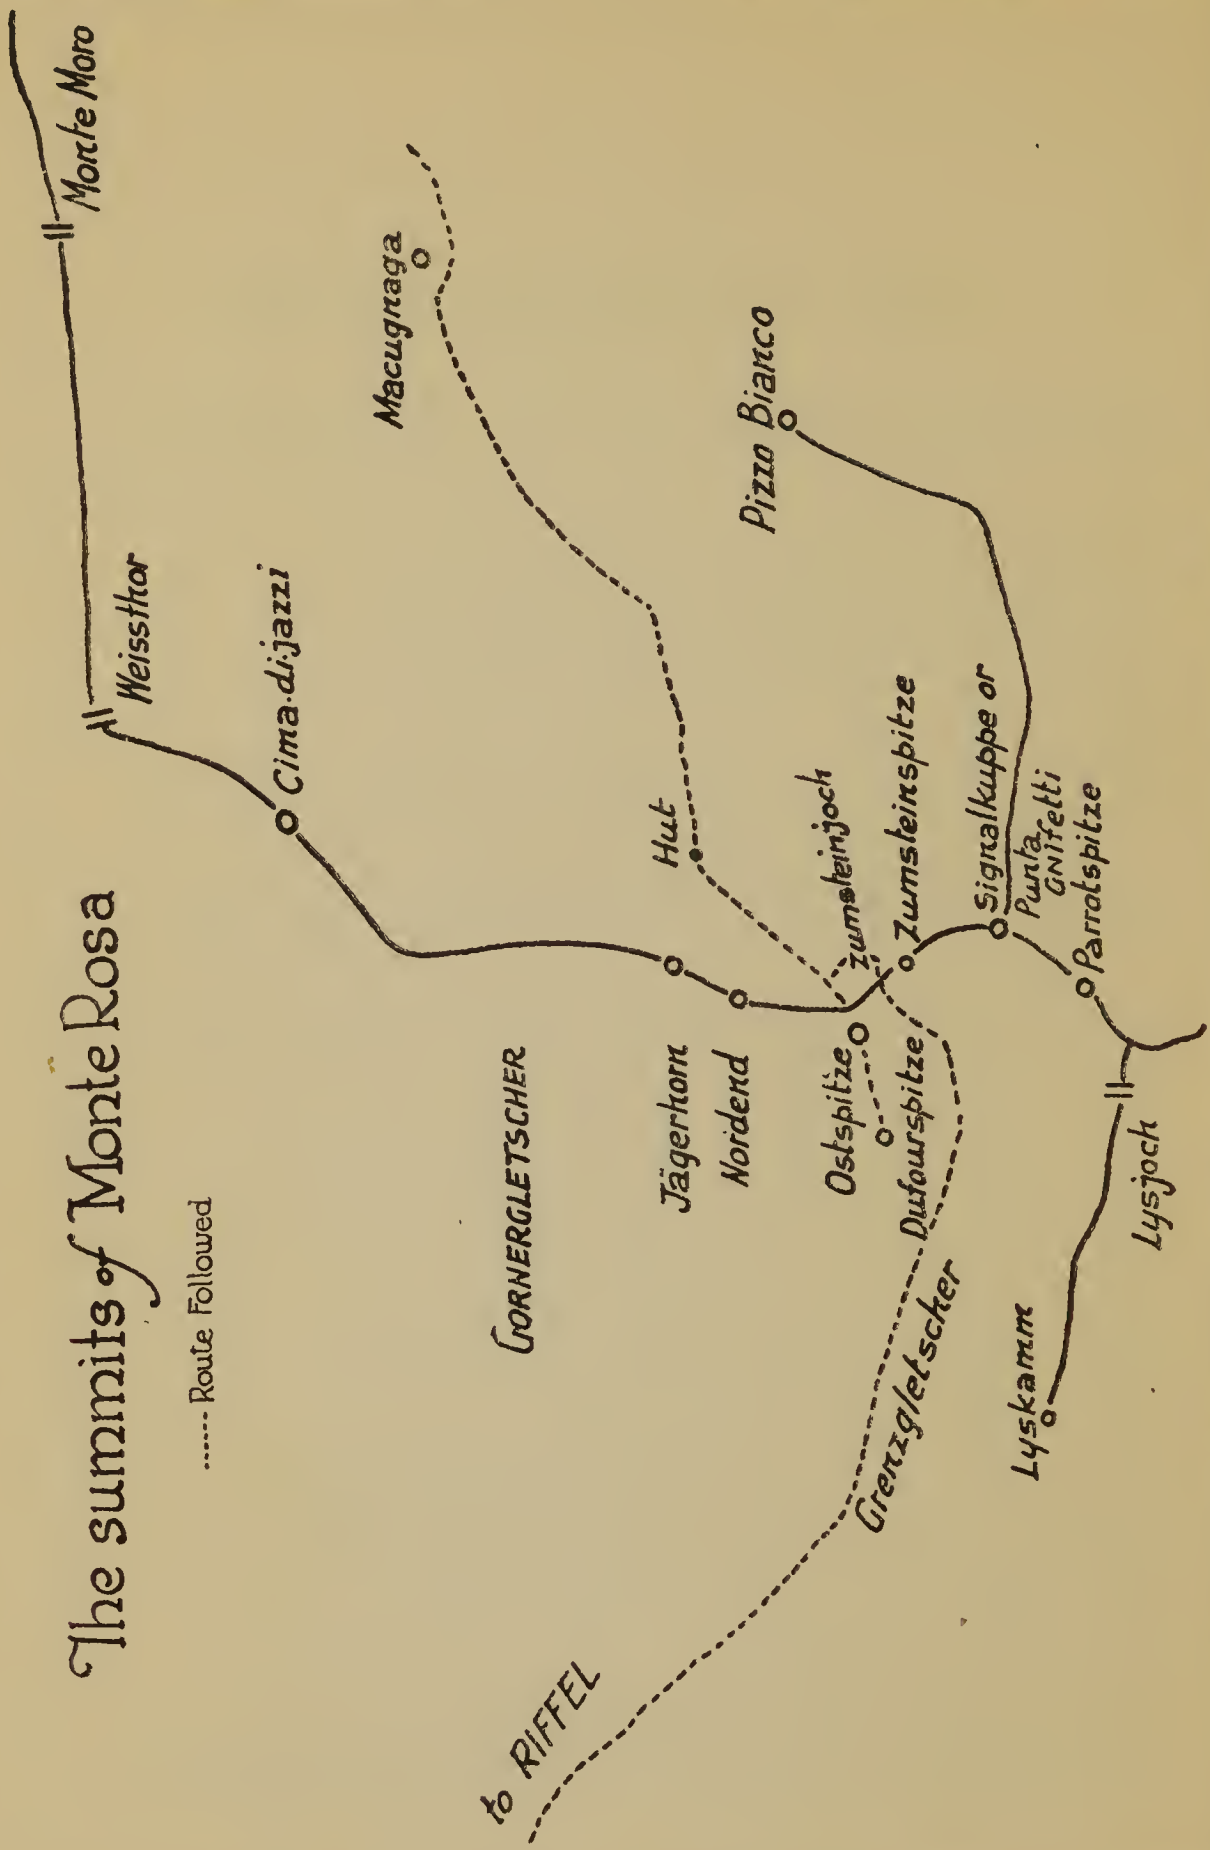 The summits of Monte Rosa
------ Route Followed
Monte Moro
Weissthor
Cima·di·jazzi
Macugnaga
Pizzo Bianco
GORNERGLETSCHER
Hut
Jägerhorn
Nordend
Zumsteinjoch
Ostspitze
Zumsteinspitze
Dufourspitze
Signalkuppe or
Punta
GNIFETTI
Parrotspitze
Grenzgletscher
Lysjoch
Lyskamm
to RIFFEL